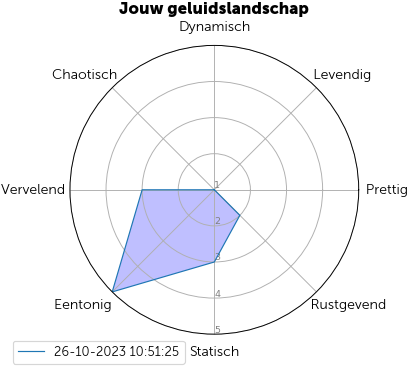 Jouw geluidslandschap
Dynamisch
Chaotisch
Levendig
Vervelend
1
Prettig
2
3
Eentonig
4
Rustgevend
5
26-10-2023 10:51:25
Statisch